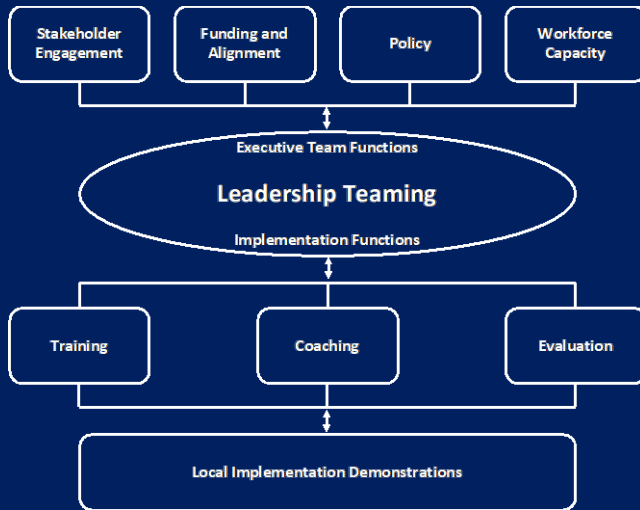 Stakeholder
Engagement
Funding and
Alignment
Policy
Workforce
Capacity
Executive Team Functions
Leadership Teaming
Implementation Functions
Training
Coaching
Evaluation
Local Implementation Demonstrations